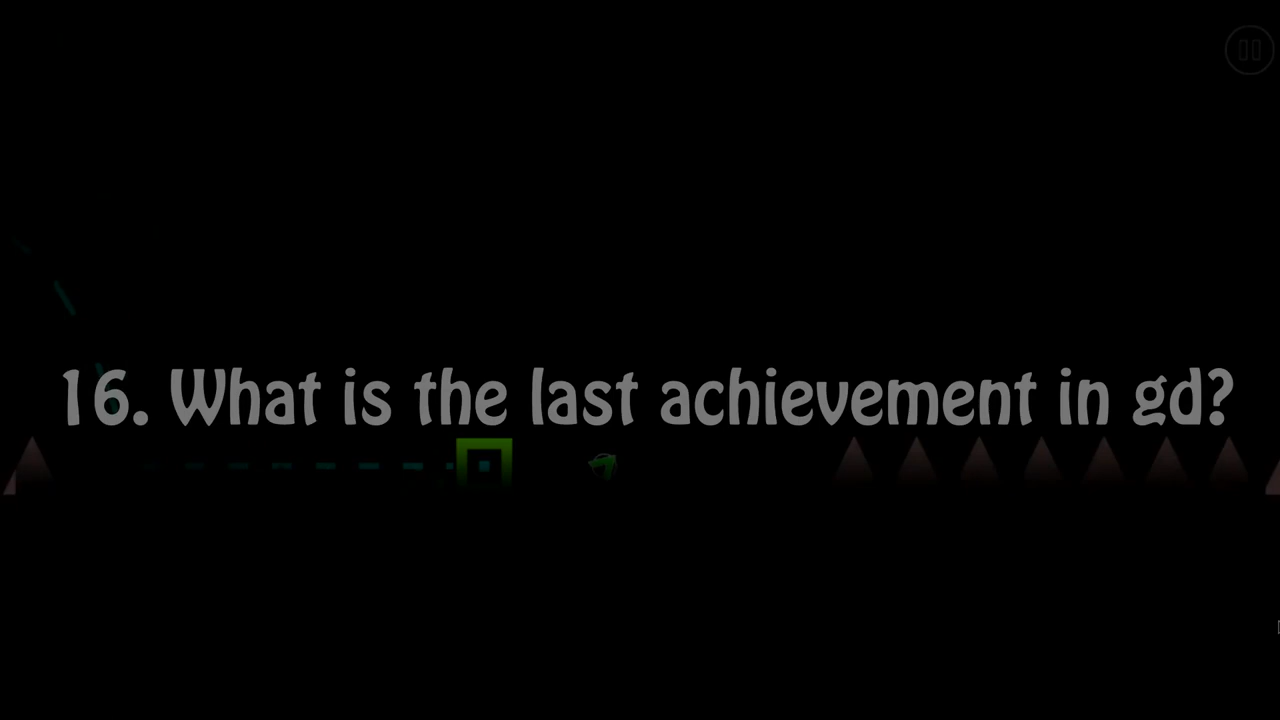 16. What is the last achievement in gd?